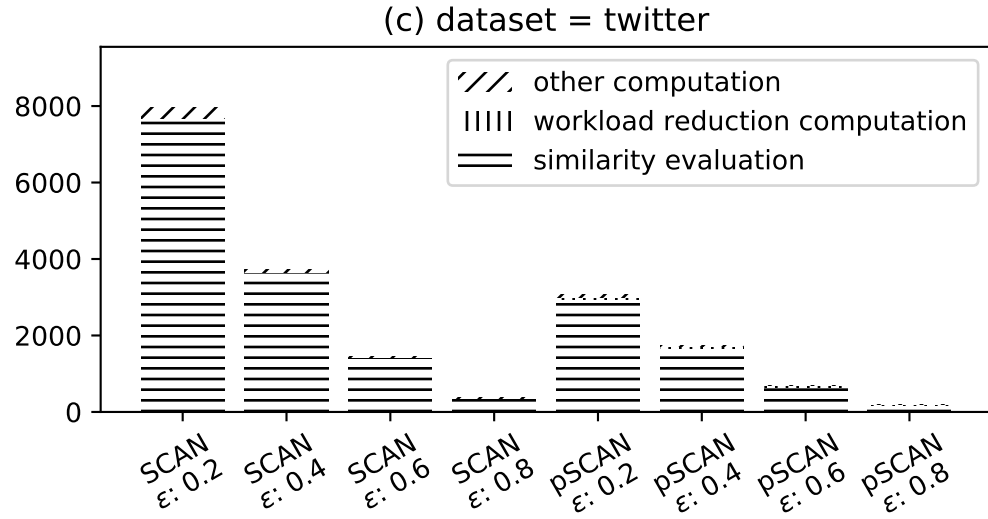 (c) dataset = twitter
other computation
workload reduction computation
similarity evaluation
8000
6000
4000
2000
0
SCAN
ε: 0.2
SCAN
ε: 0.4
SCAN
ε: 0.6
SCAN
ε: 0.8
pSCAN
ε: 0.2
pSCAN
ε: 0.4
pSCAN
ε: 0.6
pSCAN
ε: 0.8